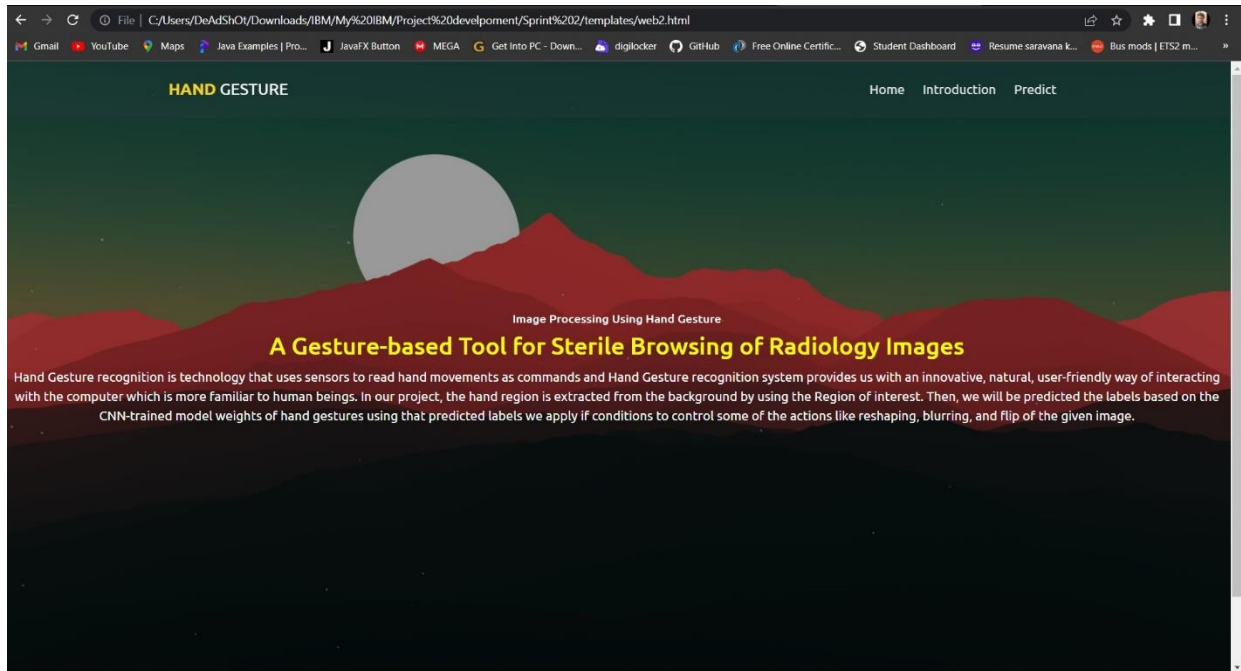 File | C:/Users/DeAdShOt/Downloads/IBM/My%20IBM/Project%20develpoment/Sprint%202/templates/web2.html
Gmail YouTube Maps Java Examples | Pro... JavaFX Button MEGA Get Into PC - Down... digilocker GitHub Free Online Certific... Student Dashboard Resume saravana k... Bus mods | ETS2 m... »
HAND GESTURE Home Introduction Predict
Image Processing Using Hand Gesture
A Gesture-based Tool for Sterile Browsing of Radiology Images
Hand Gesture recognition is technology that uses sensors to read hand movements as commands and Hand Gesture recognition system provides us with an innovative, natural, user-friendly way of interacting
with the computer which is more familiar to human beings. In our project, the hand region is extracted from the background by using the Region of interest. Then, we will be predicted the labels based on the
CNN-trained model weights of hand gestures using that predicted labels we apply if conditions to control some of the actions like reshaping, blurring, and flip of the given image.